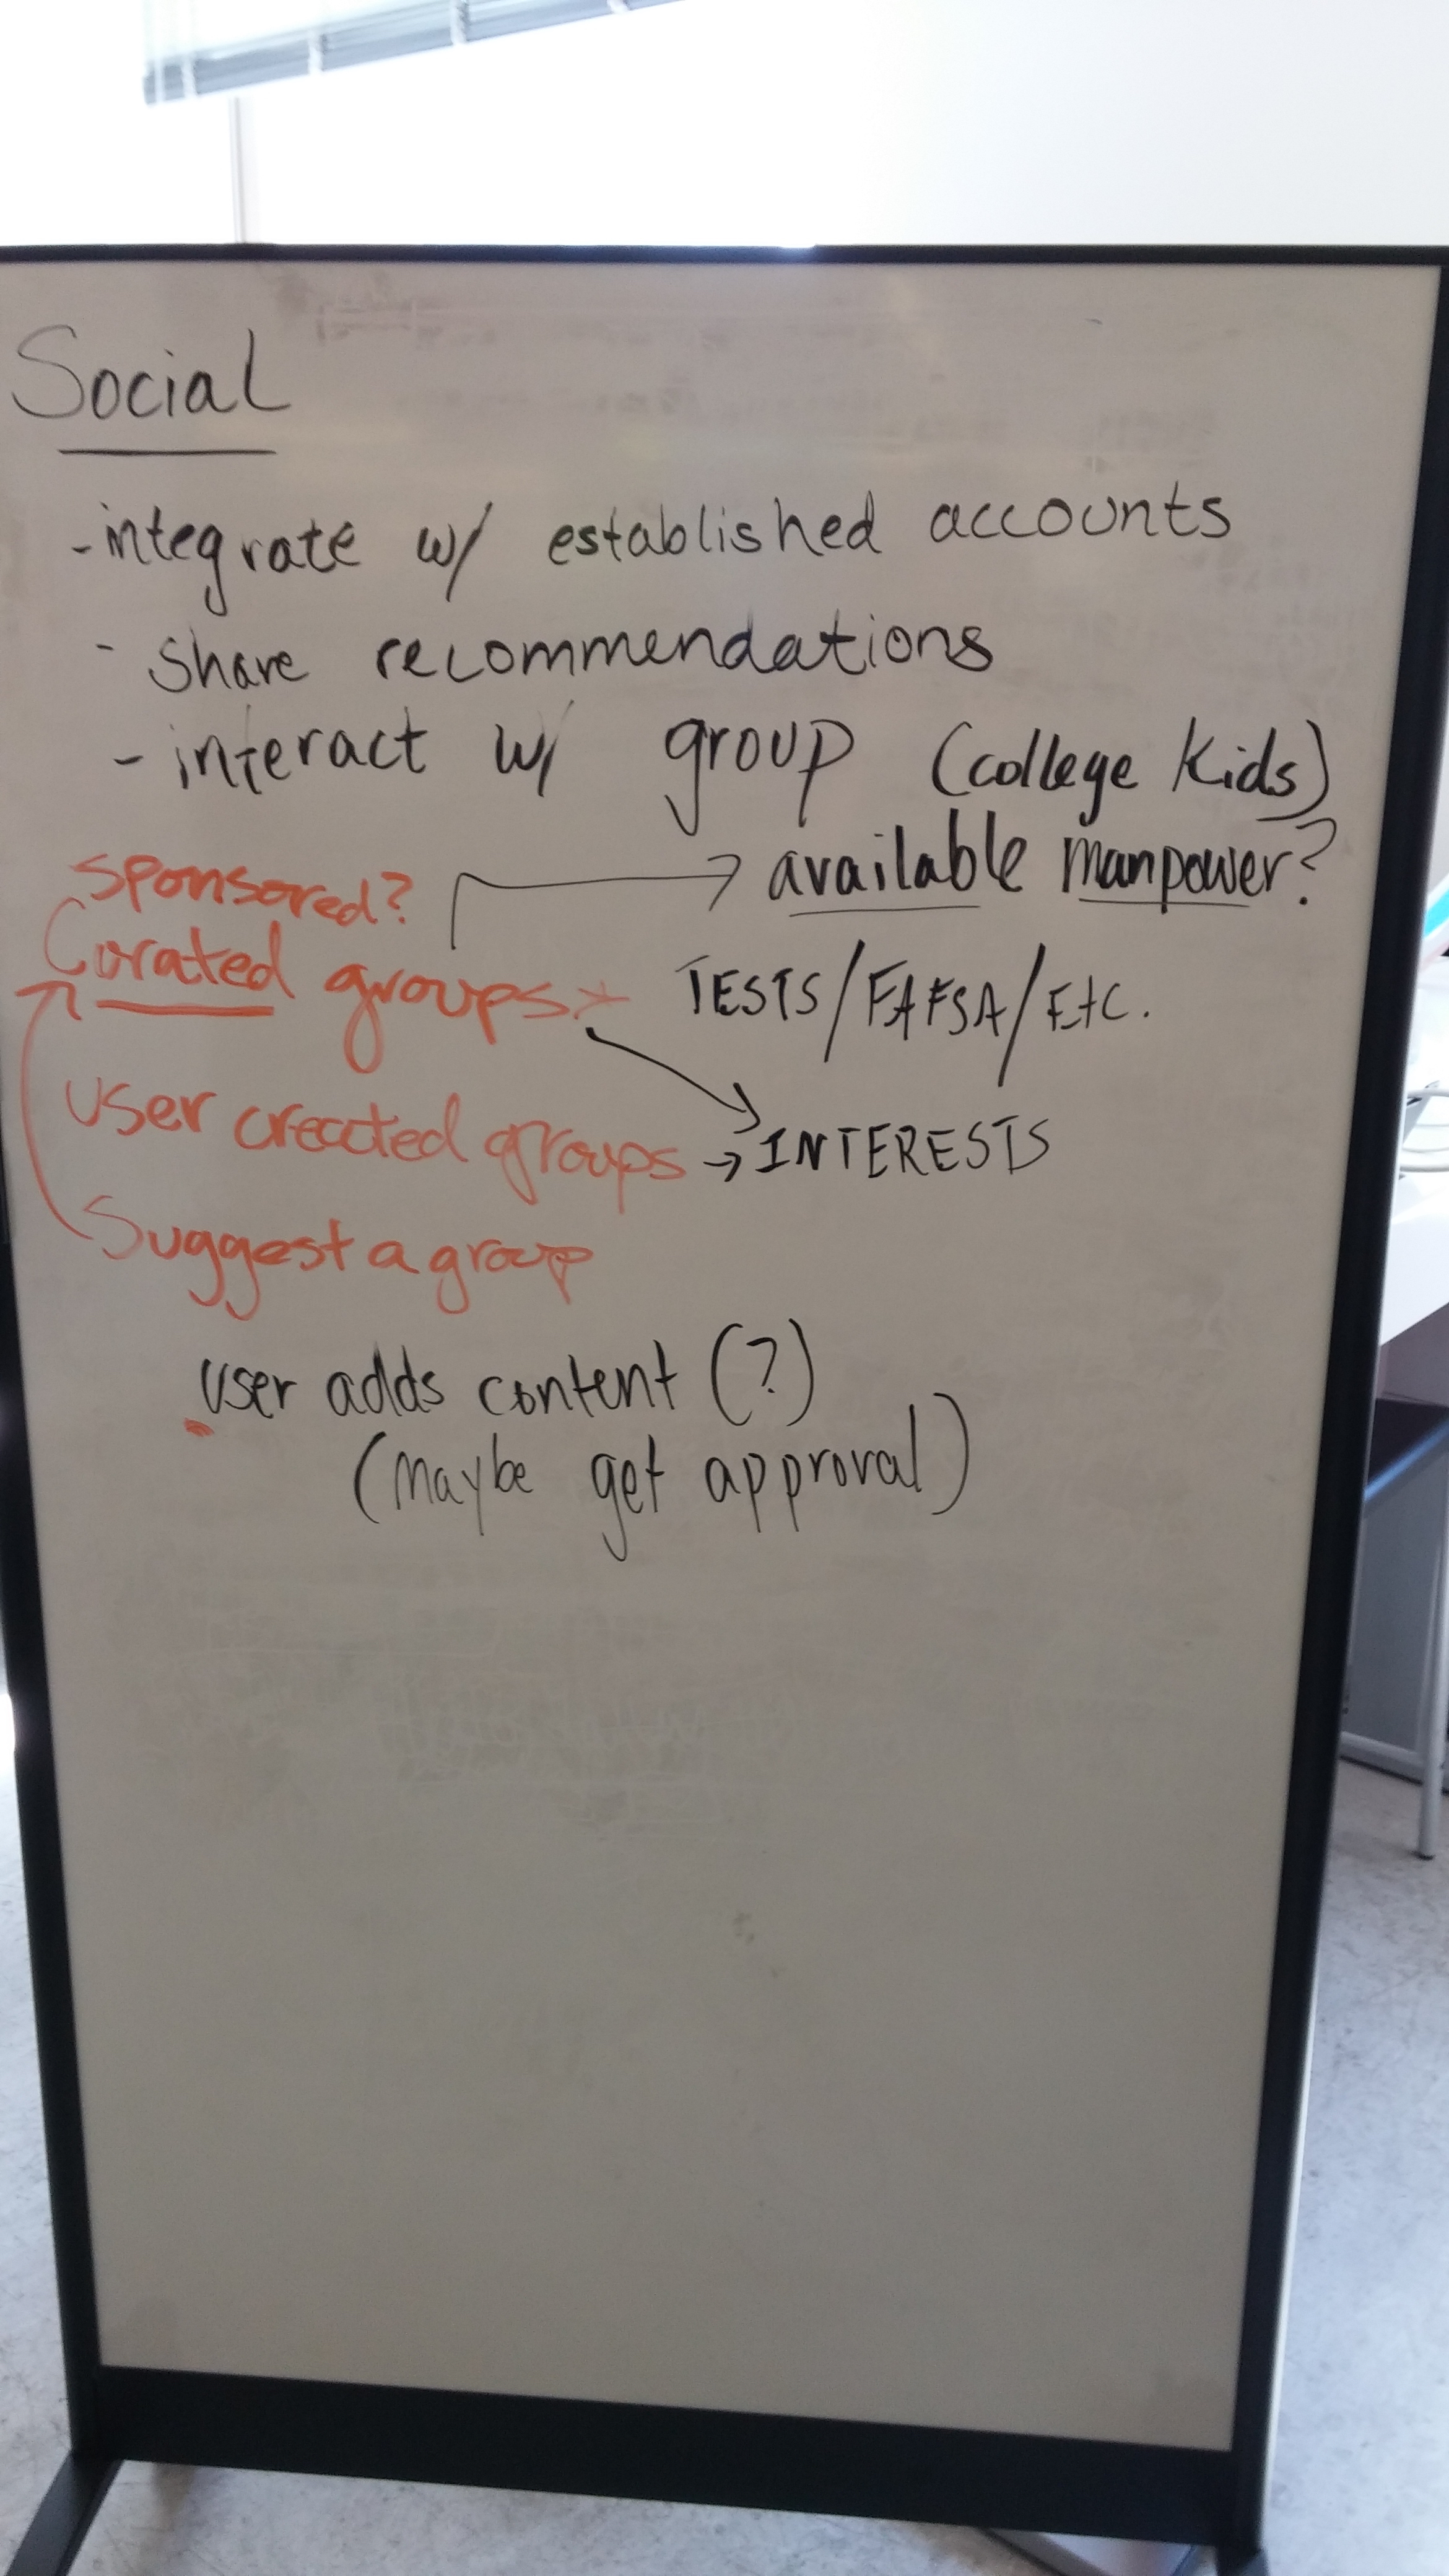 Social
- integrate w/ established accounts
- share recommendations
- interact w/ group (college kids)
sponsored? → available manpower?
Curated groups → TESTS/FAFSA/Etc.
user created groups → INTERESTS
Suggest a group
user adds content (?)
(maybe get approval)